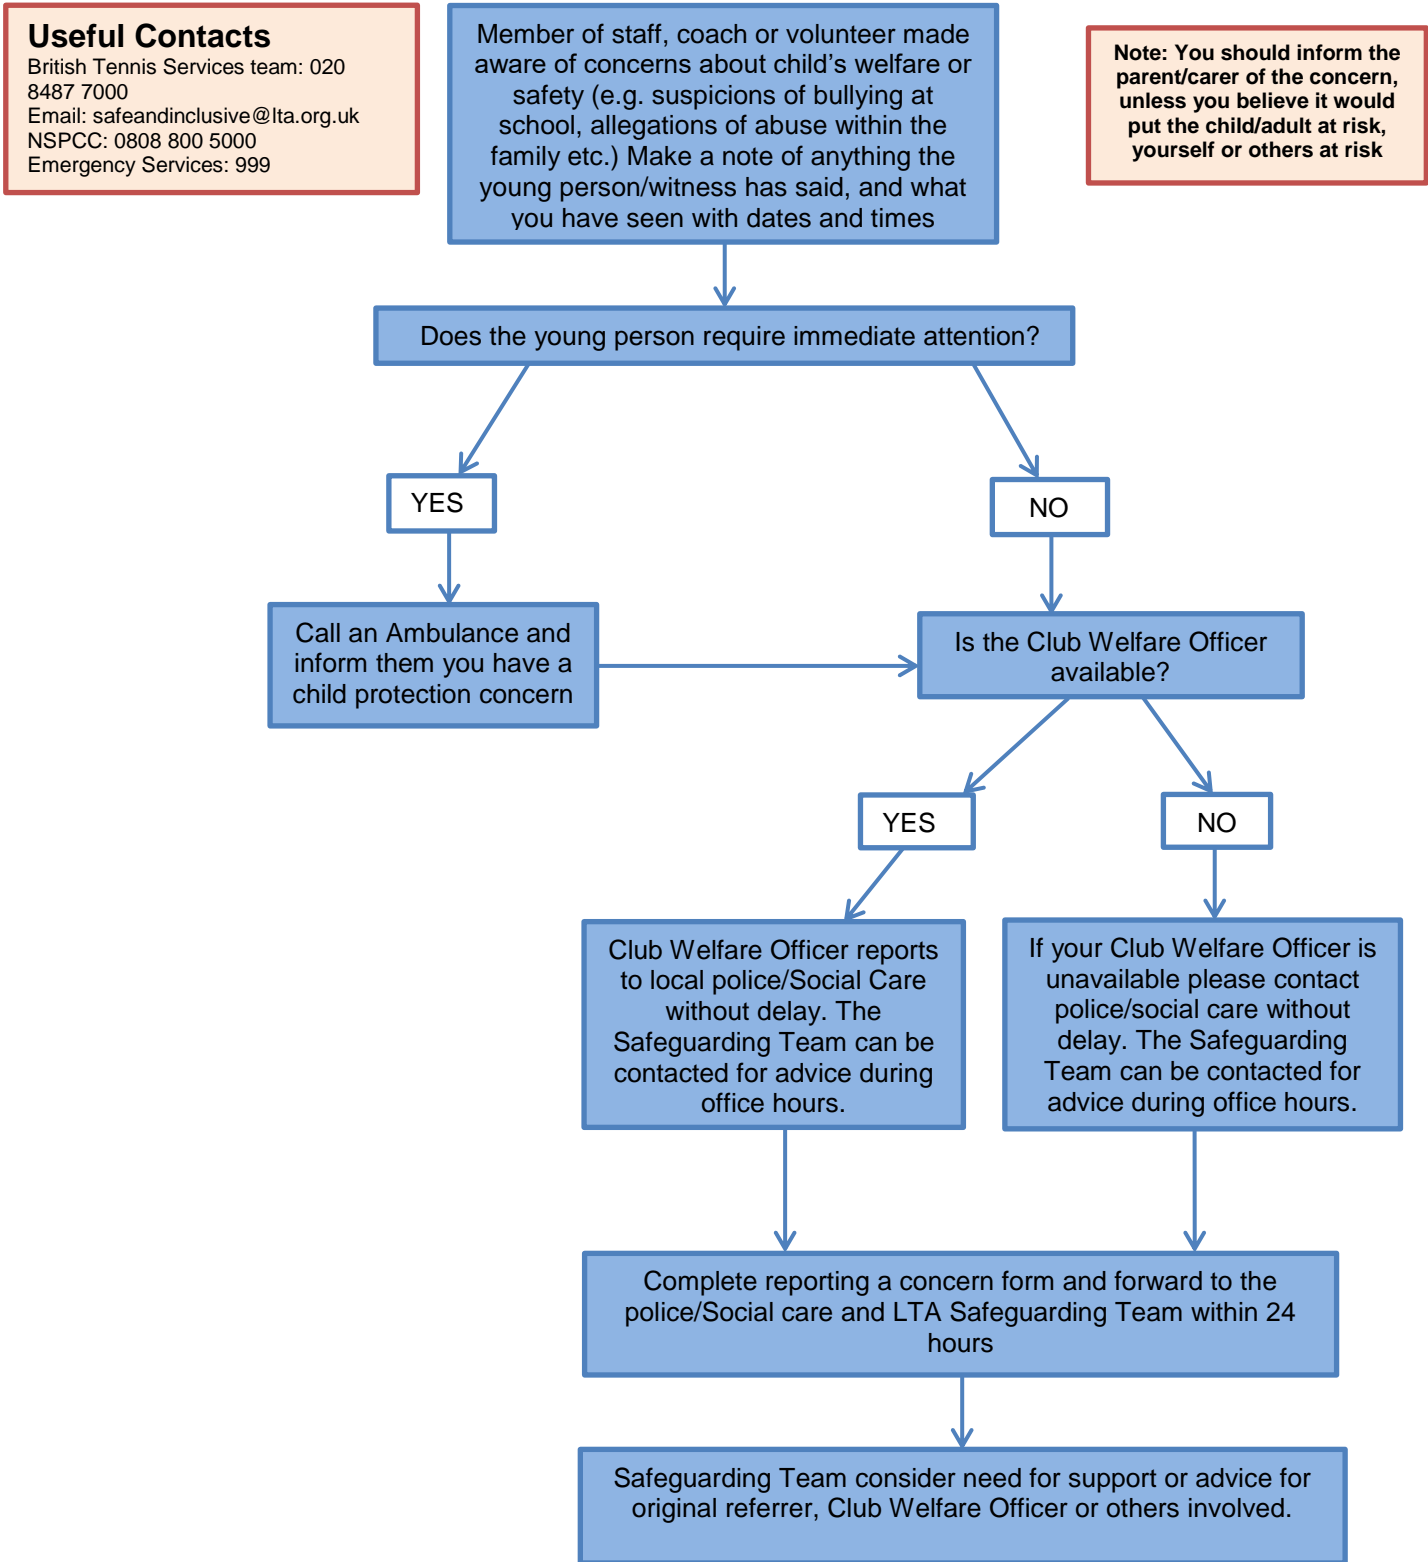 Useful Contacts
British Tennis Services team: 020
8487 7000
Email: safeandinclusive@lta.org.uk
NSPCC: 0808 800 5000
Emergency Services: 999
Member of staff, coach or volunteer made
aware of concerns about child’s welfare or
safety (e.g. suspicions of bullying at
school, allegations of abuse within the
family etc.) Make a note of anything the
young person/witness has said, and what
you have seen with dates and times
Note: You should inform the
parent/carer of the concern,
unless you believe it would
put the child/adult at risk,
yourself or others at risk
Does the young person require immediate attention?
YES
NO
Call an Ambulance and
inform them you have a
child protection concern
Is the Club Welfare Officer
available?
YES
NO
Club Welfare Officer reports
to local police/Social Care
without delay. The
Safeguarding Team can be
contacted for advice during
office hours.
If your Club Welfare Officer is
unavailable please contact
police/social care without
delay. The Safeguarding
Team can be contacted for
advice during office hours.
Complete reporting a concern form and forward to the
police/Social care and LTA Safeguarding Team within 24
hours
Safeguarding Team consider need for support or advice for
original referrer, Club Welfare Officer or others involved.